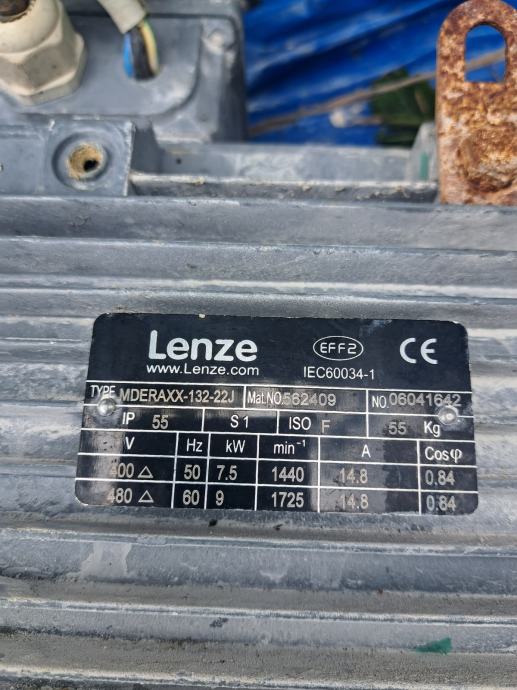 Lenze
EFF2
CE
www.Lenze.com
IEC60034-1
TYPE MDERAXX-132-22J Mat.NO.562409 NO.06041642
IP 55 S1 ISO F 55 Kg
V Hz kW min⁻¹ A Cosφ
400 △ 50 7.5 1440 14.8 0.84
480 △ 60 9 1725 14.8 0.84